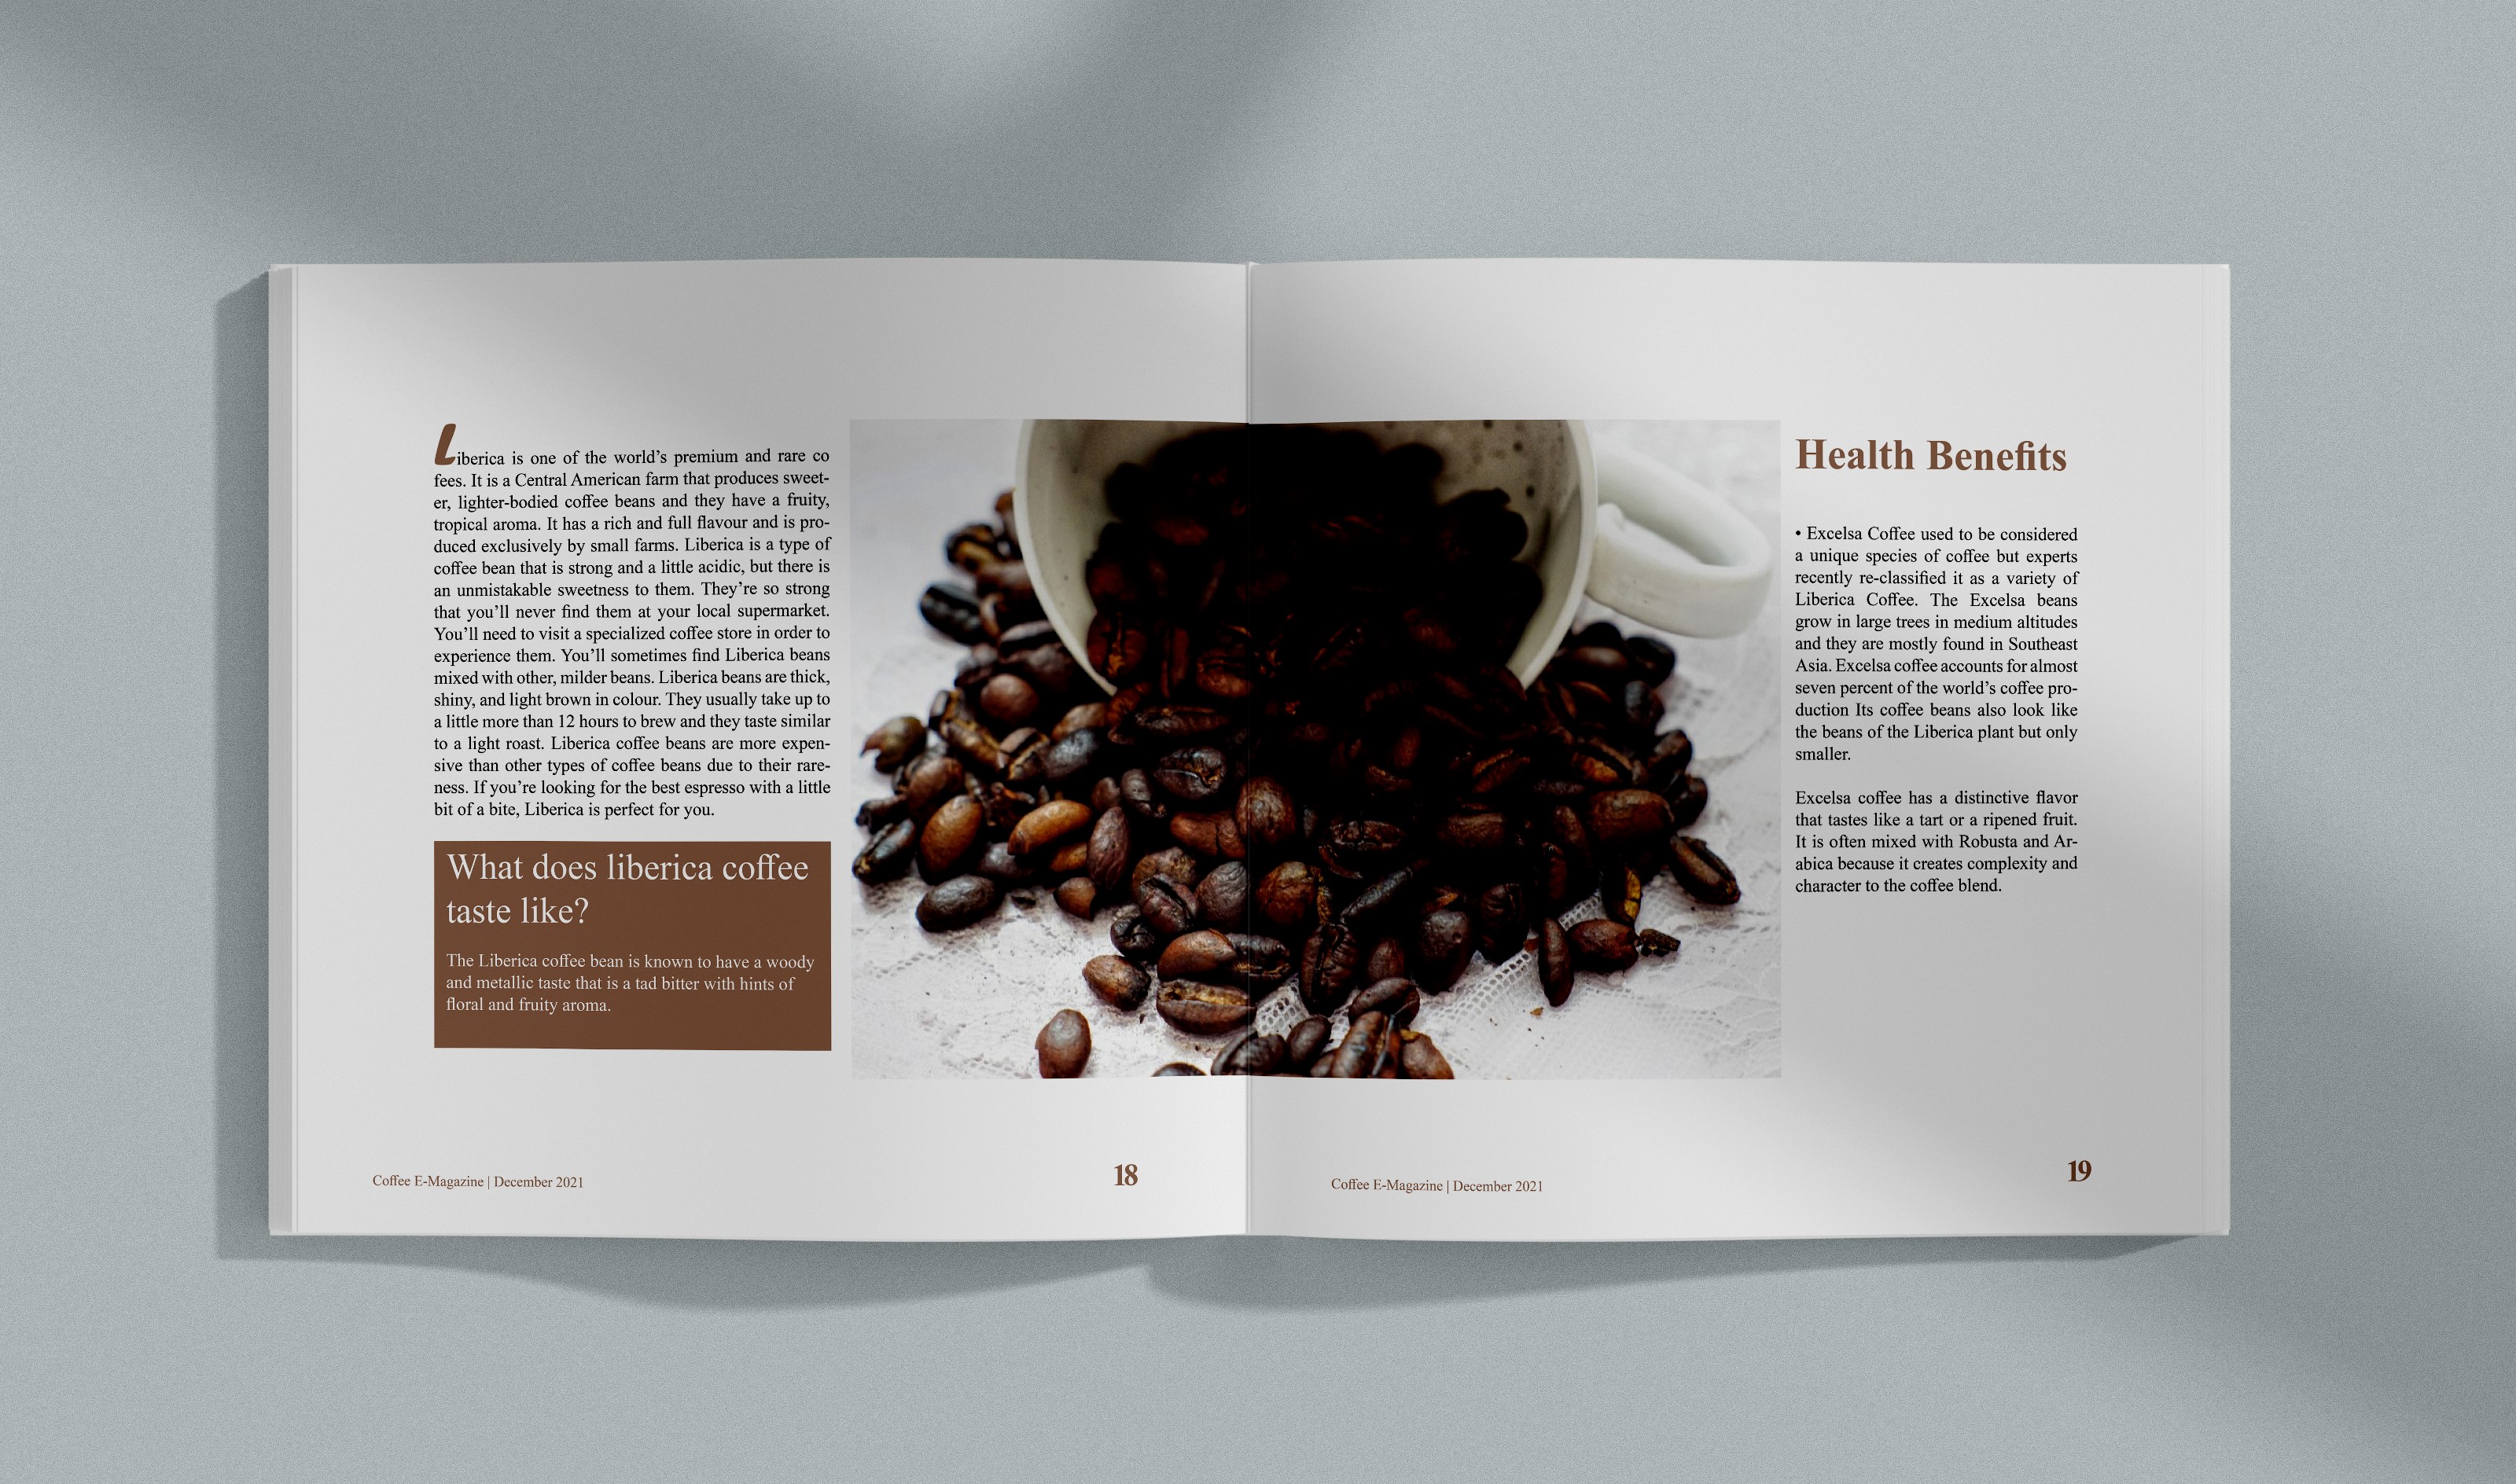 Liberica is one of the world's premium and rare co
fees. It is a Central American farm that produces sweet-
er, lighter-bodied coffee beans and they have a fruity,
tropical aroma. It has a rich and full flavour and is pro-
duced exclusively by small farms. Liberica is a type of
coffee bean that is strong and a little acidic, but there is
an unmistakable sweetness to them. They're so strong
that you'll never find them at your local supermarket.
You'll need to visit a specialized coffee store in order to
experience them. You'll sometimes find Liberica beans
mixed with other, milder beans. Liberica beans are thick,
shiny, and light brown in colour. They usually take up to
a little more than 12 hours to brew and they taste similar
to a light roast. Liberica coffee beans are more expen-
sive than other types of coffee beans due to their rare-
ness. If you're looking for the best espresso with a little
bit of a bite, Liberica is perfect for you.
What does liberica coffee
taste like?
The Liberica coffee bean is known to have a woody
and metallic taste that is a tad bitter with hints of
floral and fruity aroma.
Coffee E-Magazine | December 2021
18
Health Benefits
• Excelsa Coffee used to be considered
a unique species of coffee but experts
recently re-classified it as a variety of
Liberica Coffee. The Excelsa beans
grow in large trees in medium altitudes
and they are mostly found in Southeast
Asia. Excelsa coffee accounts for almost
seven percent of the world's coffee pro-
duction Its coffee beans also look like
the beans of the Liberica plant but only
smaller.
Excelsa coffee has a distinctive flavor
that tastes like a tart or a ripened fruit.
It is often mixed with Robusta and Ar-
abica because it creates complexity and
character to the coffee blend.
Coffee E-Magazine | December 2021
19